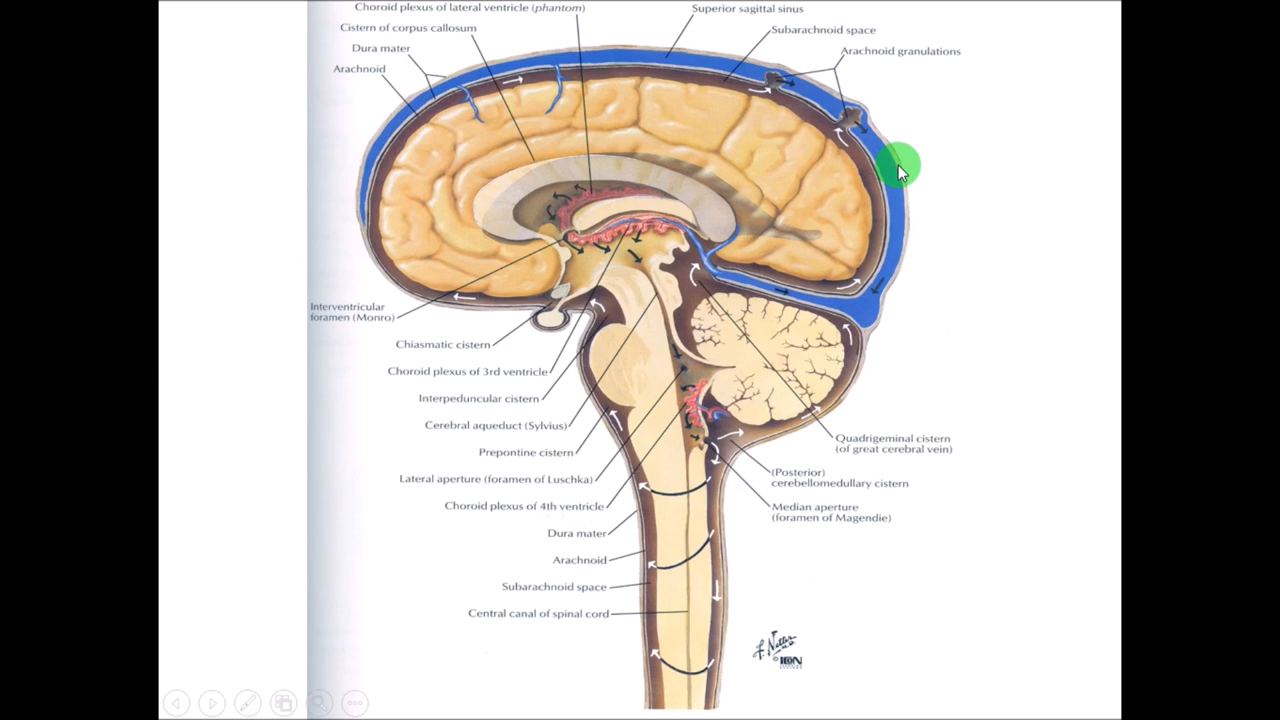 Choroid plexus of lateral ventricle (phantom)
Cistern of corpus callosum
Dura mater
Arachnoid
Superior sagittal sinus
Subarachnoid space
Arachnoid granulations
Interventricular
foramen (Monro)
Chiasmatic cistern
Choroid plexus of 3rd ventricle
Interpeduncular cistern
Cerebral aqueduct (Sylvius)
Prepontine cistern
Lateral aperture (foramen of Luschka)
Choroid plexus of 4th ventricle
Dura mater
Arachnoid
Subarachnoid space
Central canal of spinal cord
Quadrigeminal cistern
(of great cerebral vein)
(Posterior)
cerebellomedullary cistern
Median aperture
(foramen of Magendie)
F. Netter
© ICON